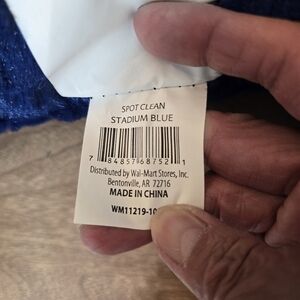 SPOT CLEAN
STADIUM BLUE
7 84857 68752 1
Distributed by Wal-Mart Stores, Inc.
Bentonville, AR 72716
MADE IN CHINA